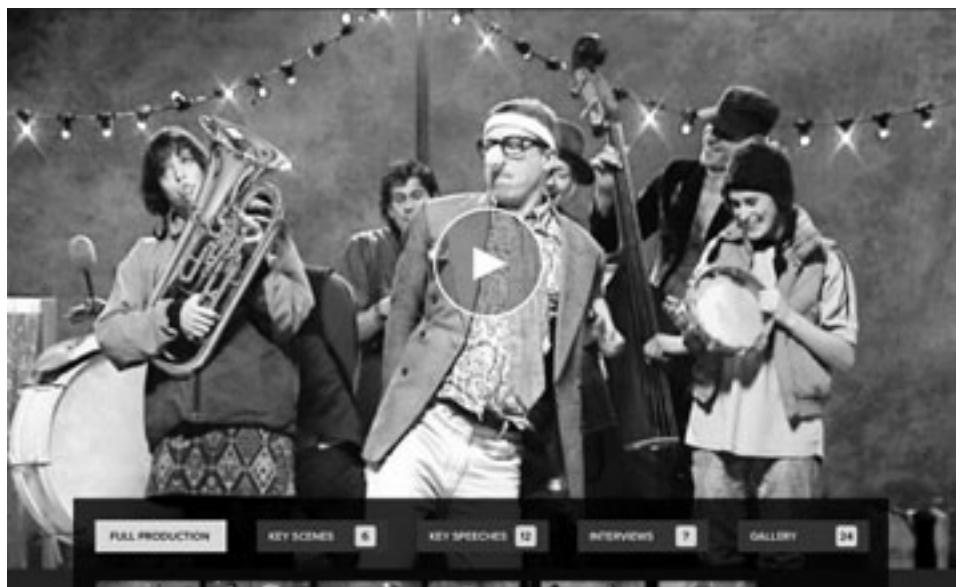 FULL PRODUCTION
KEY SCENES 6
KEY SPEECHES 12
INTERVIEWS 7
GALLERY 24